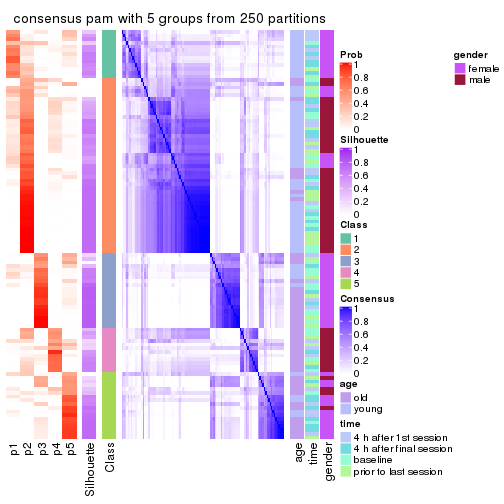 consensus pam with 5 groups from 250 partitions
Prob
1
0.8
0.6
0.4
0.2
0
gender
female
male
Silhouette
1
0.8
0.6
0.4
0.2
0
Class
1
2
3
4
5
Consensus
1
0.8
0.6
0.4
0.2
0
age
old
young
time
4 h after 1st session
4 h after final session
baseline
prior to last session
p1
p2
p3
p4
p5
Silhouette
Class
age
time
gender